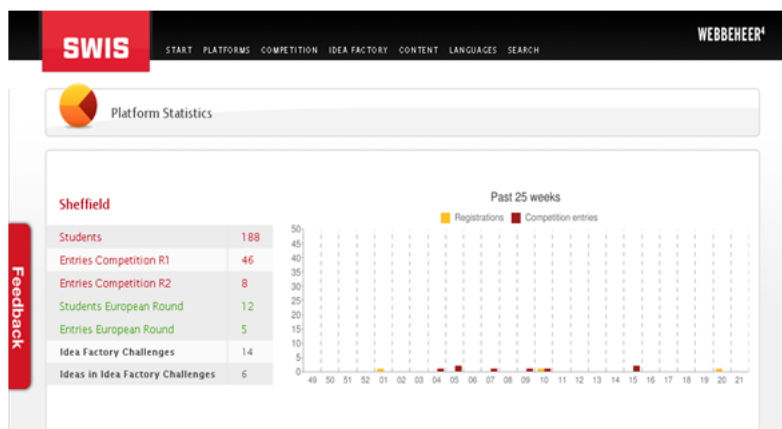 SWIS
START PLATFORMS COMPETITION IDEA FACTORY CONTENT LANGUAGES SEARCH
WEBBEHEER⁴
Platform Statistics
Feedback
Sheffield
Students 188
Entries Competition R1 46
Entries Competition R2 8
Students European Round 12
Entries European Round 5
Idea Factory Challenges 14
Ideas in Idea Factory Challenges 6
Past 25 weeks
Registrations Competition entries
50
45
40
35
30
25
20
15
10
5
0
49 50 51 52 01 02 03 04 05 06 07 08 09 10 11 12 13 14 15 16 17 18 19 20 21